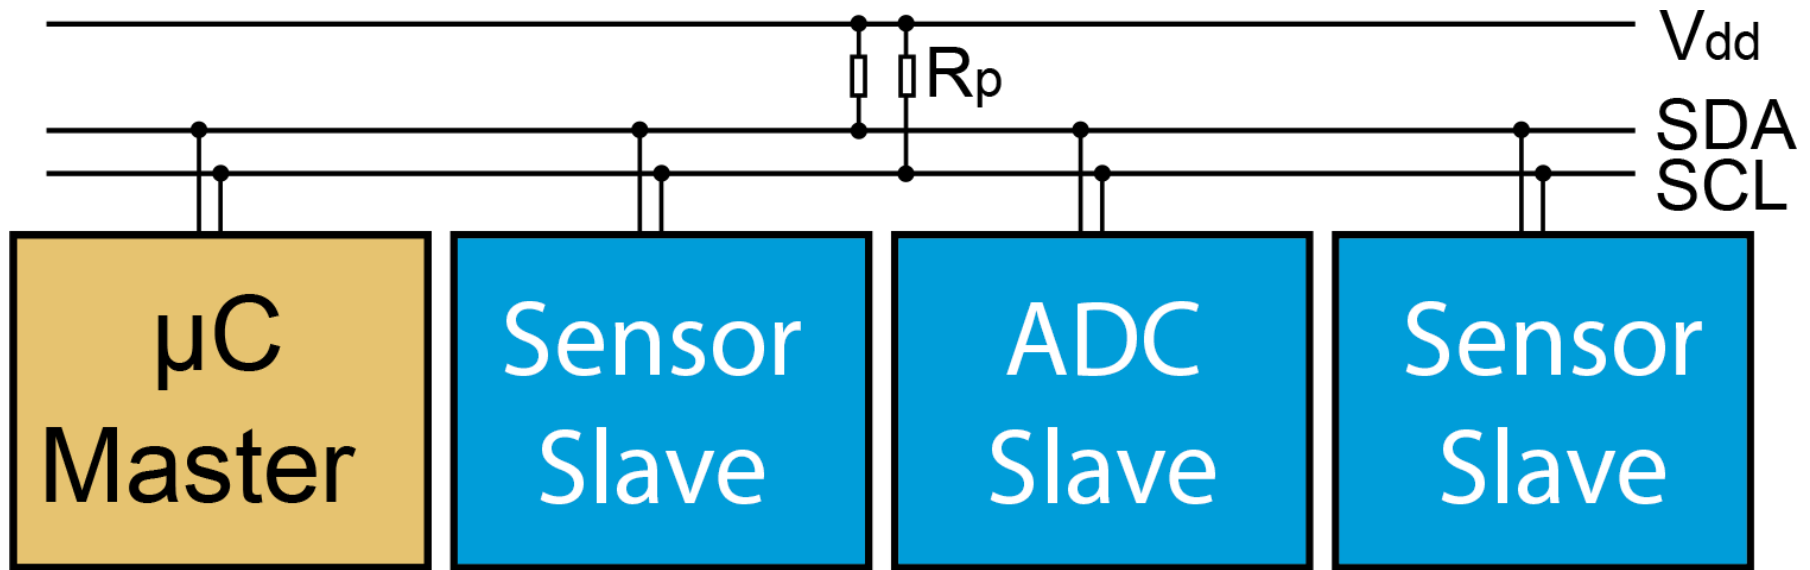 Vdd
Rp
SDA
SCL
µC
Master
Sensor
Slave
ADC
Slave
Sensor
Slave